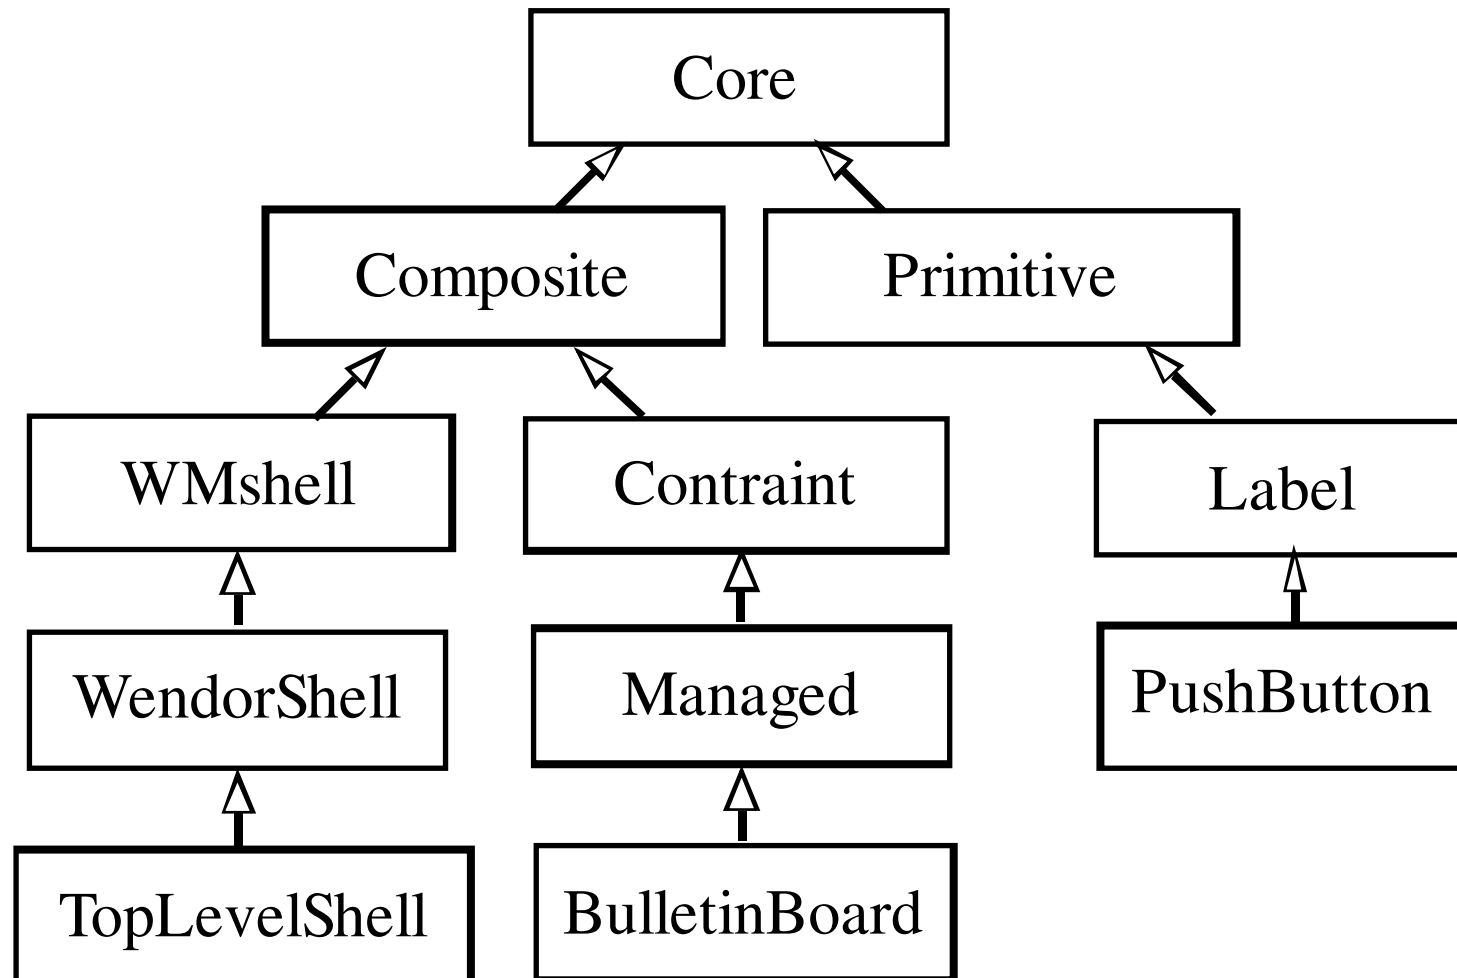 Core
Composite
Primitive
WMshell
Contraint
Label
WendorShell
Managed
PushButton
TopLevelShell
BulletinBoard